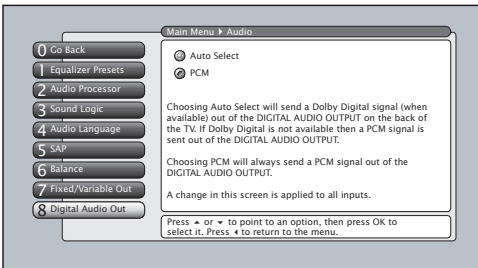 Main Menu ▶ Audio
0 Go Back
1 Equalizer Presets
2 Audio Processor
3 Sound Logic
4 Audio Language
5 SAP
6 Balance
7 Fixed/Variable Out
8 Digital Audio Out
Auto Select
PCM
Choosing Auto Select will send a Dolby Digital signal (when
available) out of the DIGITAL AUDIO OUTPUT on the back of
the TV. If Dolby Digital is not available then a PCM signal is
sent out of the DIGITAL AUDIO OUTPUT.
Choosing PCM will always send a PCM signal out of the
DIGITAL AUDIO OUTPUT.
A change in this screen is applied to all inputs.
Press ▲ or ▼ to point to an option, then press OK to
select it. Press ◀ to return to the menu.